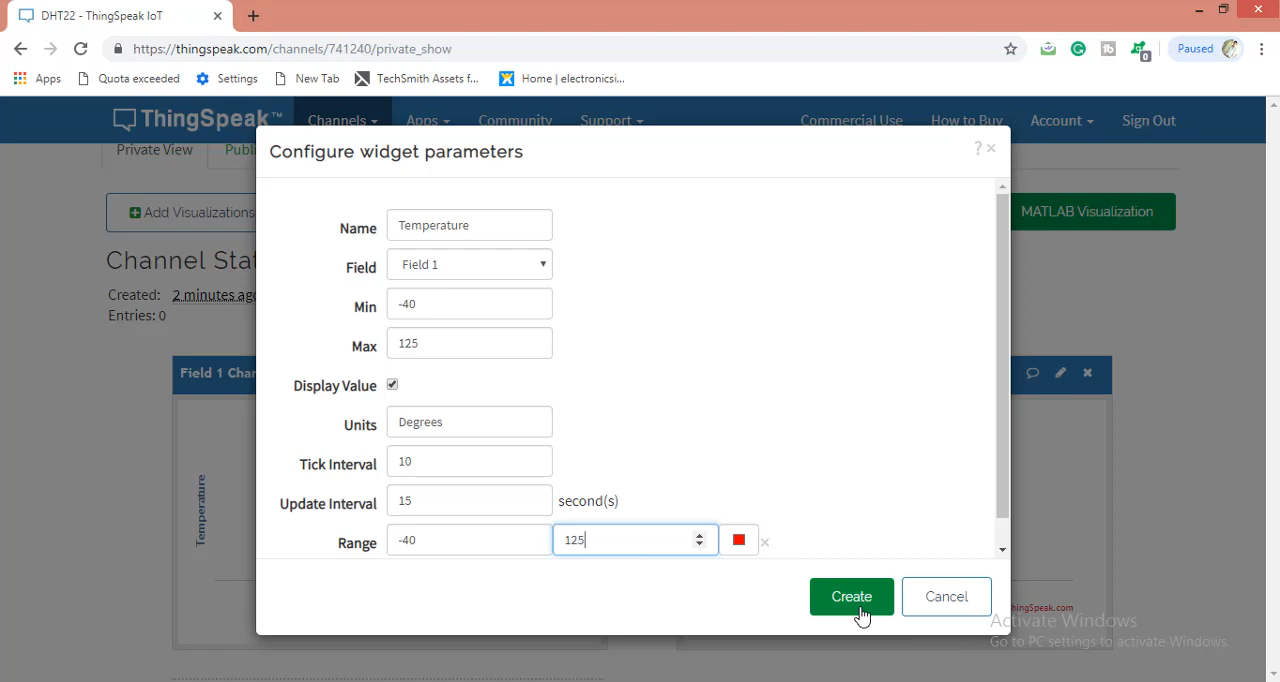 DHT22 - ThingSpeak IoT
https://thingspeak.com/channels/741240/private_show
Paused
Apps Quota exceeded Settings New Tab TechSmith Assets f... Home | electronicsi...
0
ThingSpeak™ Channels Apps Community Support Commercial Use How to Buy Account Sign Out
Private View Publ
Configure widget parameters ? ×
Add Visualizations MATLAB Visualization
Channel Stat
Created: 2 minutes ago
Entries: 0
Name Temperature
Field Field 1
Min -40
Max 125
Field 1 Char
Display Value
Units Degrees
Tick Interval 10
Update Interval 15 second(s)
Range -40 125 ×
Temperature
Create Cancel
hingSpeak.com
Activate Windows
Go to PC settings to activate Windows.